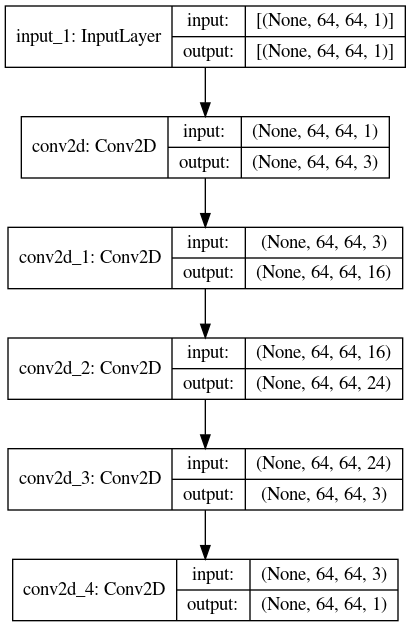 input_1: InputLayer
input: [(None, 64, 64, 1)]
output: [(None, 64, 64, 1)]
conv2d: Conv2D
input: (None, 64, 64, 1)
output: (None, 64, 64, 3)
conv2d_1: Conv2D
input: (None, 64, 64, 3)
output: (None, 64, 64, 16)
conv2d_2: Conv2D
input: (None, 64, 64, 16)
output: (None, 64, 64, 24)
conv2d_3: Conv2D
input: (None, 64, 64, 24)
output: (None, 64, 64, 3)
conv2d_4: Conv2D
input: (None, 64, 64, 3)
output: (None, 64, 64, 1)